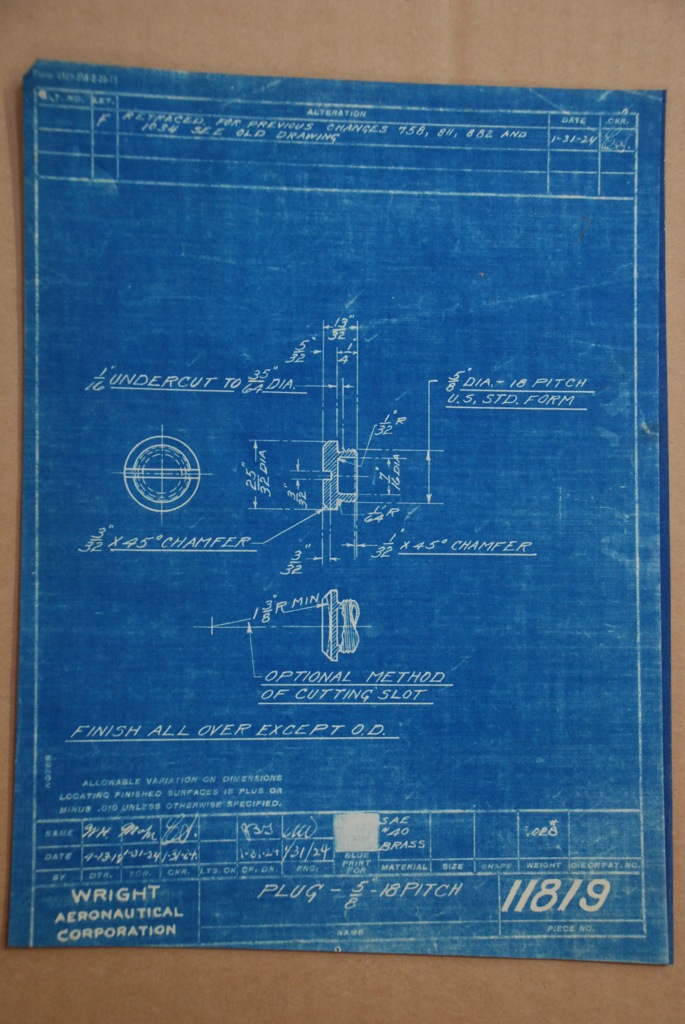 LET.
ALTERATION
DATE
CHK.
F RETRACED, FOR PREVIOUS CHANGES 758, 811, 882 AND
1034 SEE OLD DRAWING
1-31-24
13/32"
5/32"
1/4"
1/16" UNDERCUT TO 35/64" DIA.
5/8" DIA.-18 PITCH
U.S. STD. FORM
1/32" R
25/32" DIA
3/32"
7/16" DIA
1/64" R
3/32" X 45° CHAMFER
3/32"
1/32" X 45° CHAMFER
1 3/8" R MIN.
OPTIONAL METHOD
OF CUTTING SLOT
FINISH ALL OVER EXCEPT O.D.
NOTES
ALLOWABLE VARIATION ON DIMENSIONS
LOCATING FINISHED SURFACES IS PLUS OR
MINUS .010 UNLESS OTHERWISE SPECIFIED.
NAME
SAE
#40
BRASS
.028#
DATE
1-31-24
1-31-24
1-31-24
1/31/24
BLUE
PRINT
FOR
BY
DTR.
TCR.
CHR.
LTS. OK
CF. DN.
ENG.
MATERIAL
SIZE
SHAPE
WEIGHT
DIE OR PAT. NO.
WRIGHT
AERONAUTICAL
CORPORATION
PLUG - 5/8" - 18 PITCH
NAME
11819
PIECE NO.